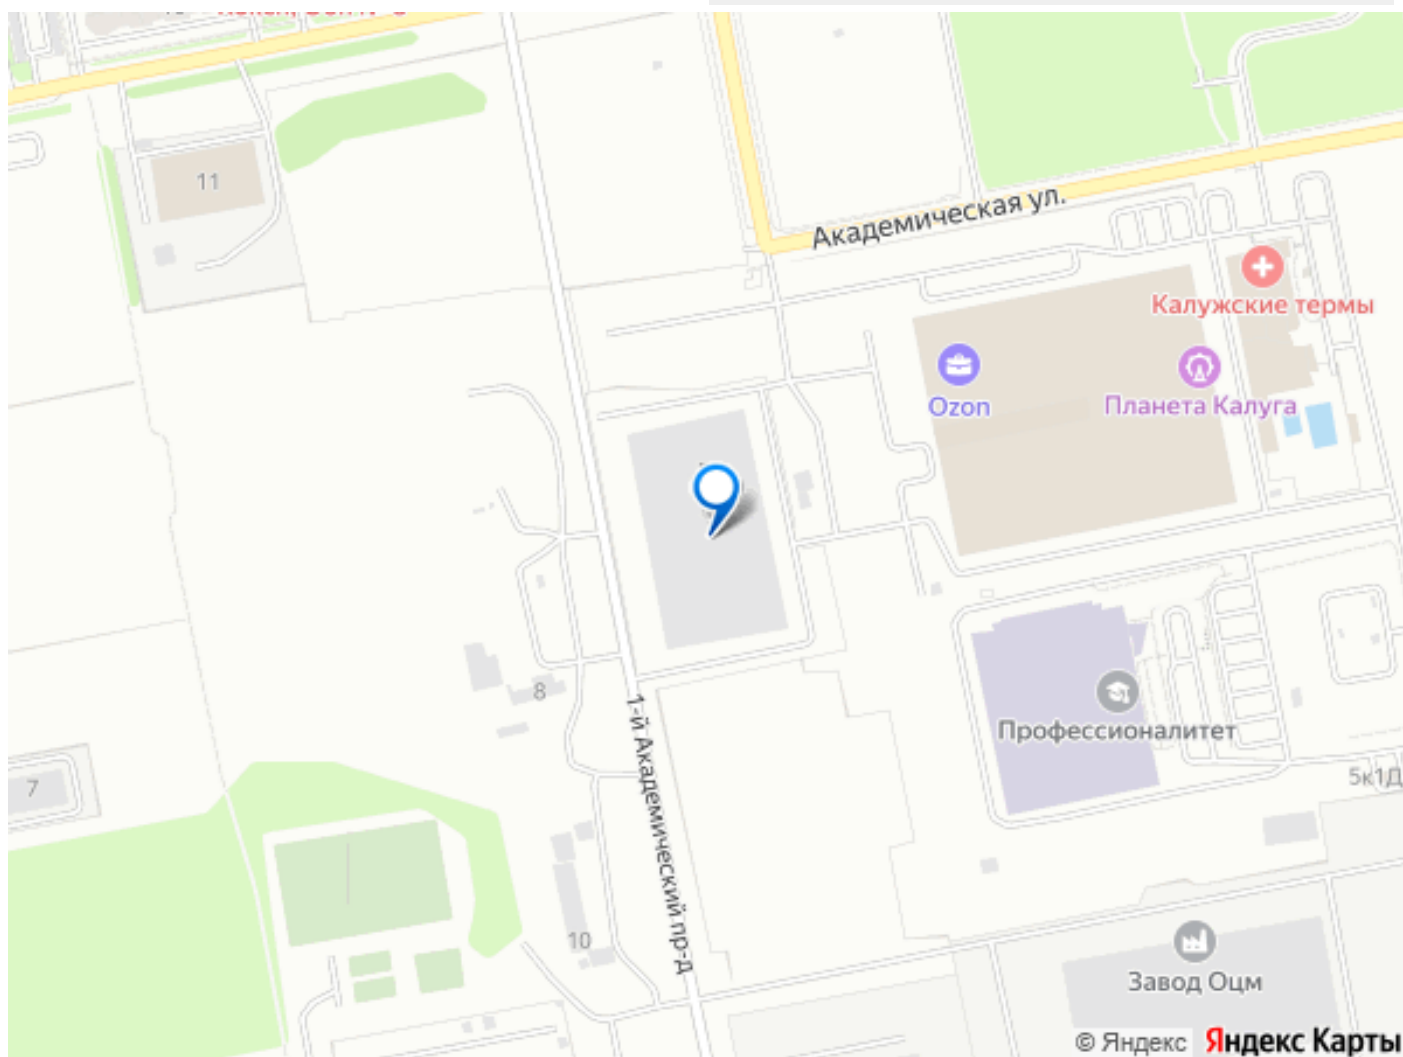 11
Академическая ул.
Калужские термы
Ozon
Планета Калуга
8
1-й Академический пр-д
Профессионалитет
7
5к1Д
10
Завод Оцм
© Яндекс Яндекс Карты